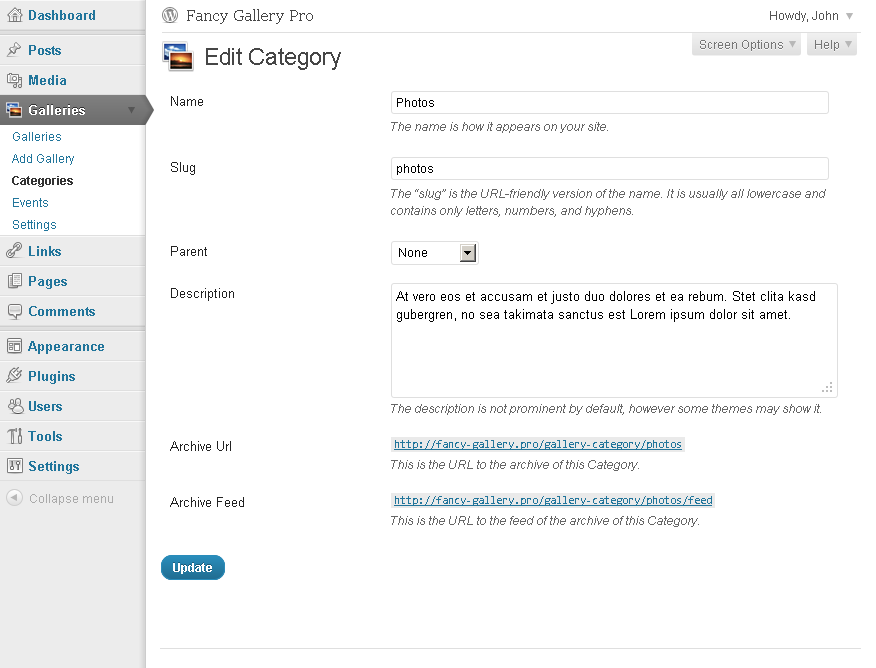 Dashboard
Posts
Media
Galleries
Galleries
Add Gallery
Categories
Events
Settings
Links
Pages
Comments
Appearance
Plugins
Users
Tools
Settings
Collapse menu
Fancy Gallery Pro
Howdy, John
Screen Options
Help
Edit Category
Name
Photos
The name is how it appears on your site.
Slug
photos
The “slug” is the URL-friendly version of the name. It is usually all lowercase and
contains only letters, numbers, and hyphens.
Parent
None
Description
At vero eos et accusam et justo duo dolores et ea rebum. Stet clita kasd
gubergren, no sea takimata sanctus est Lorem ipsum dolor sit amet.
The description is not prominent by default, however some themes may show it.
Archive Url
http://fancy-gallery.pro/gallery-category/photos
This is the URL to the archive of this Category.
Archive Feed
http://fancy-gallery.pro/gallery-category/photos/feed
This is the URL to the feed of the archive of this Category.
Update